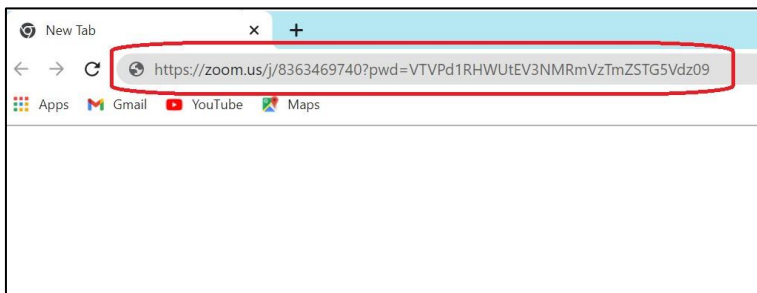 New Tab
https://zoom.us/j/8363469740?pwd=VTVPd1RHWUtEV3NMRmVzTmZSTG5Vdz09
Apps Gmail YouTube Maps